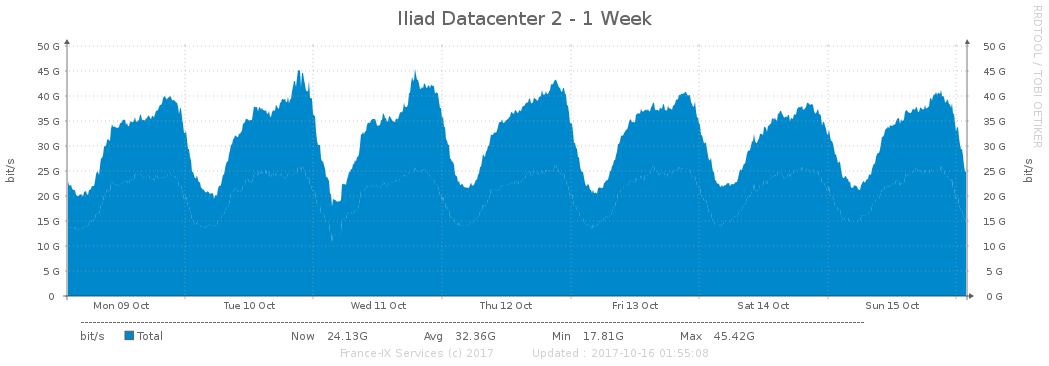 Iliad Datacenter 2 - 1 Week
RRDTOOL / TOBI OETIKER
bit/s
50 G 50 G
45 G 45 G
40 G 40 G
35 G 35 G
30 G 30 G
25 G 25 G
20 G 20 G
15 G 15 G
10 G 10 G
5 G 5 G
0 0 G
bit/s
Mon 09 Oct Tue 10 Oct Wed 11 Oct Thu 12 Oct Fri 13 Oct Sat 14 Oct Sun 15 Oct
bit/s Total Now 24.13G Avg 32.36G Min 17.81G Max 45.42G
France-IX Services (c) 2017 Updated : 2017-10-16 01:55:08